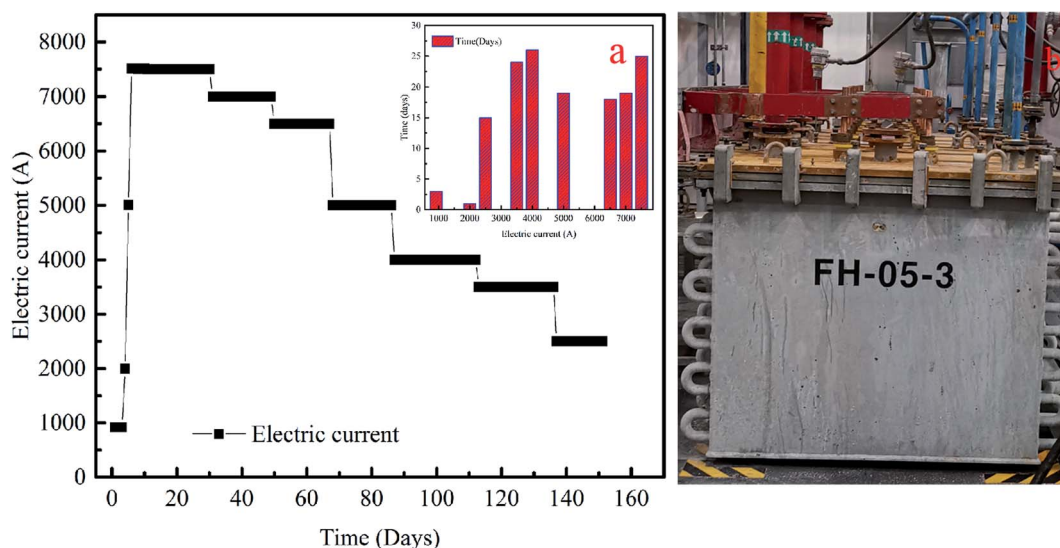 8000
7000
6000
5000
4000
3000
2000
1000
0
Electric current (A)
0 20 40 60 80 100 120 140 160
Time (Days)
Electric current
30
25
20
15
10
5
0
Time (days)
Time(Days)
a
1000 2000 3000 4000 5000 6000 7000
Electric current (A)
b
FH-05-3